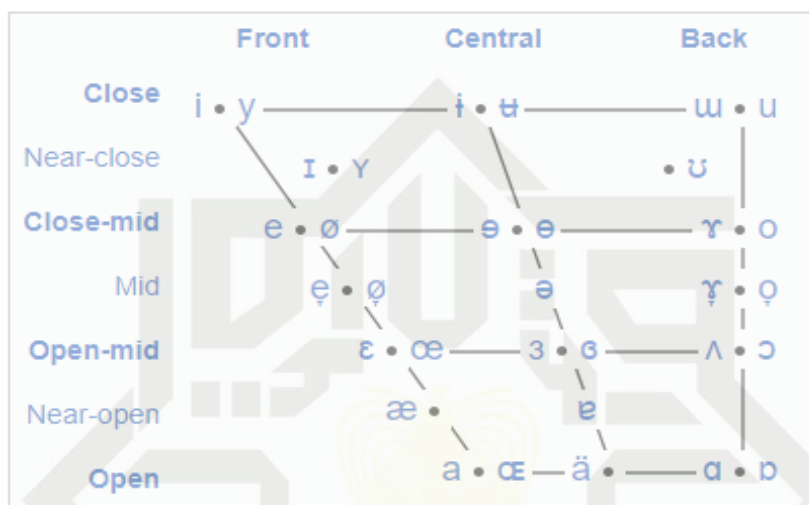 Front Central Back
Close i • y ɨ • ʉ ɯ • u
Near-close ɪ • ʏ • ʊ
Close-mid e • ø ɘ • ɵ ɤ • o
Mid e̞ • ø̞ ə ɤ̞ • o̞
Open-mid ɛ • œ ɜ • ɞ ʌ • ɔ
Near-open æ • ɐ
Open a • ɶ ä • ɑ • ɒ